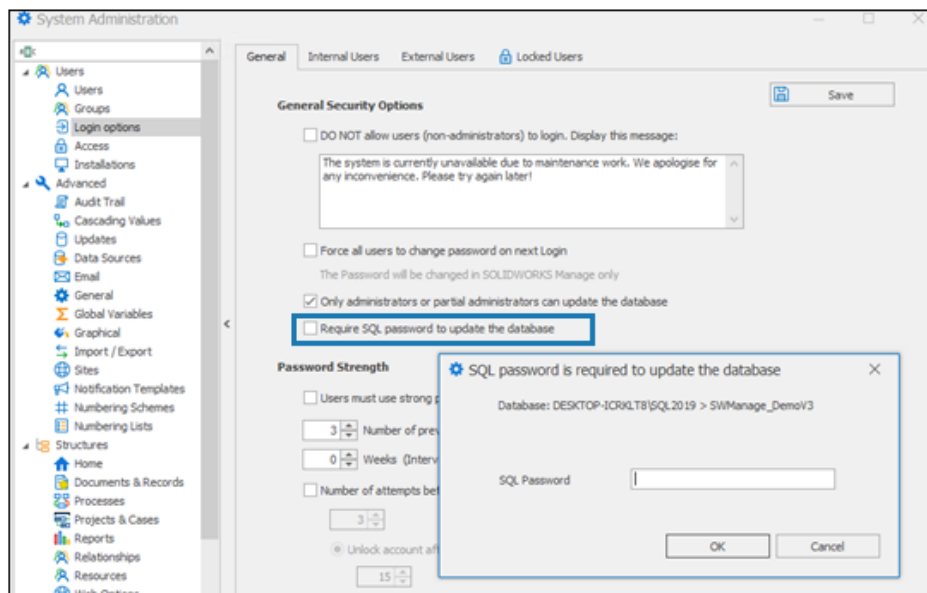 System Administration
Users
Users
Groups
Login options
Access
Installations
Advanced
Audit Trail
Cascading Values
Updates
Data Sources
Email
General
Global Variables
Graphical
Import / Export
Sites
Notification Templates
Numbering Schemes
Numbering Lists
Structures
Home
Documents & Records
Processes
Projects & Cases
Reports
Relationships
Resources
General Internal Users External Users Locked Users
Save
General Security Options
DO NOT allow users (non-administrators) to login. Display this message:
The system is currently unavailable due to maintenance work. We apologise for
any inconvenience. Please try again later!
Force all users to change password on next Login
The Password will be changed in SOLIDWORKS Manage only
Only administrators or partial administrators can update the database
Require SQL password to update the database
Password Strength
Users must use strong
3 Number of
0 Weeks
Number of attempts
3
Unlock account
15
SQL password is required to update the database
Database: DESKTOP-ICRKLT8\SQL2019 > SWManage_DemoV3
SQL Password
OK Cancel